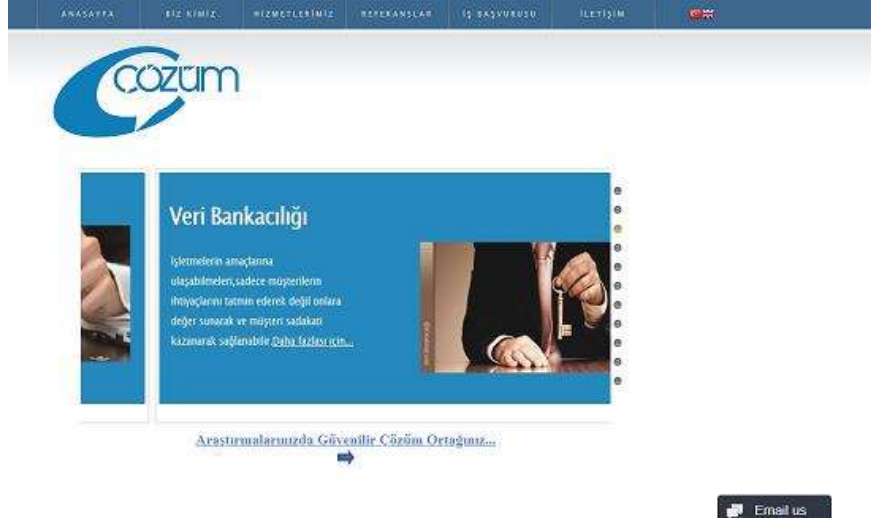 ANASAYFA BİZ KİMİZ HİZMETLERİMİZ REFERANSLAR İŞ BAŞVURUSU İLETİŞİM
çözüm
Veri Bankacılığı
İşletmelerin amaçlarına
ulaşabilmeleri,sadece müşterilerin
ihtiyaçlarını tatmin ederek değil onlara
değer sunarak ve müşteri sadakati
kazanarak sağlanabilir.Daha fazlası için...
Araştırmalarınızda Güvenilir Çözüm Ortağınız...
Email us